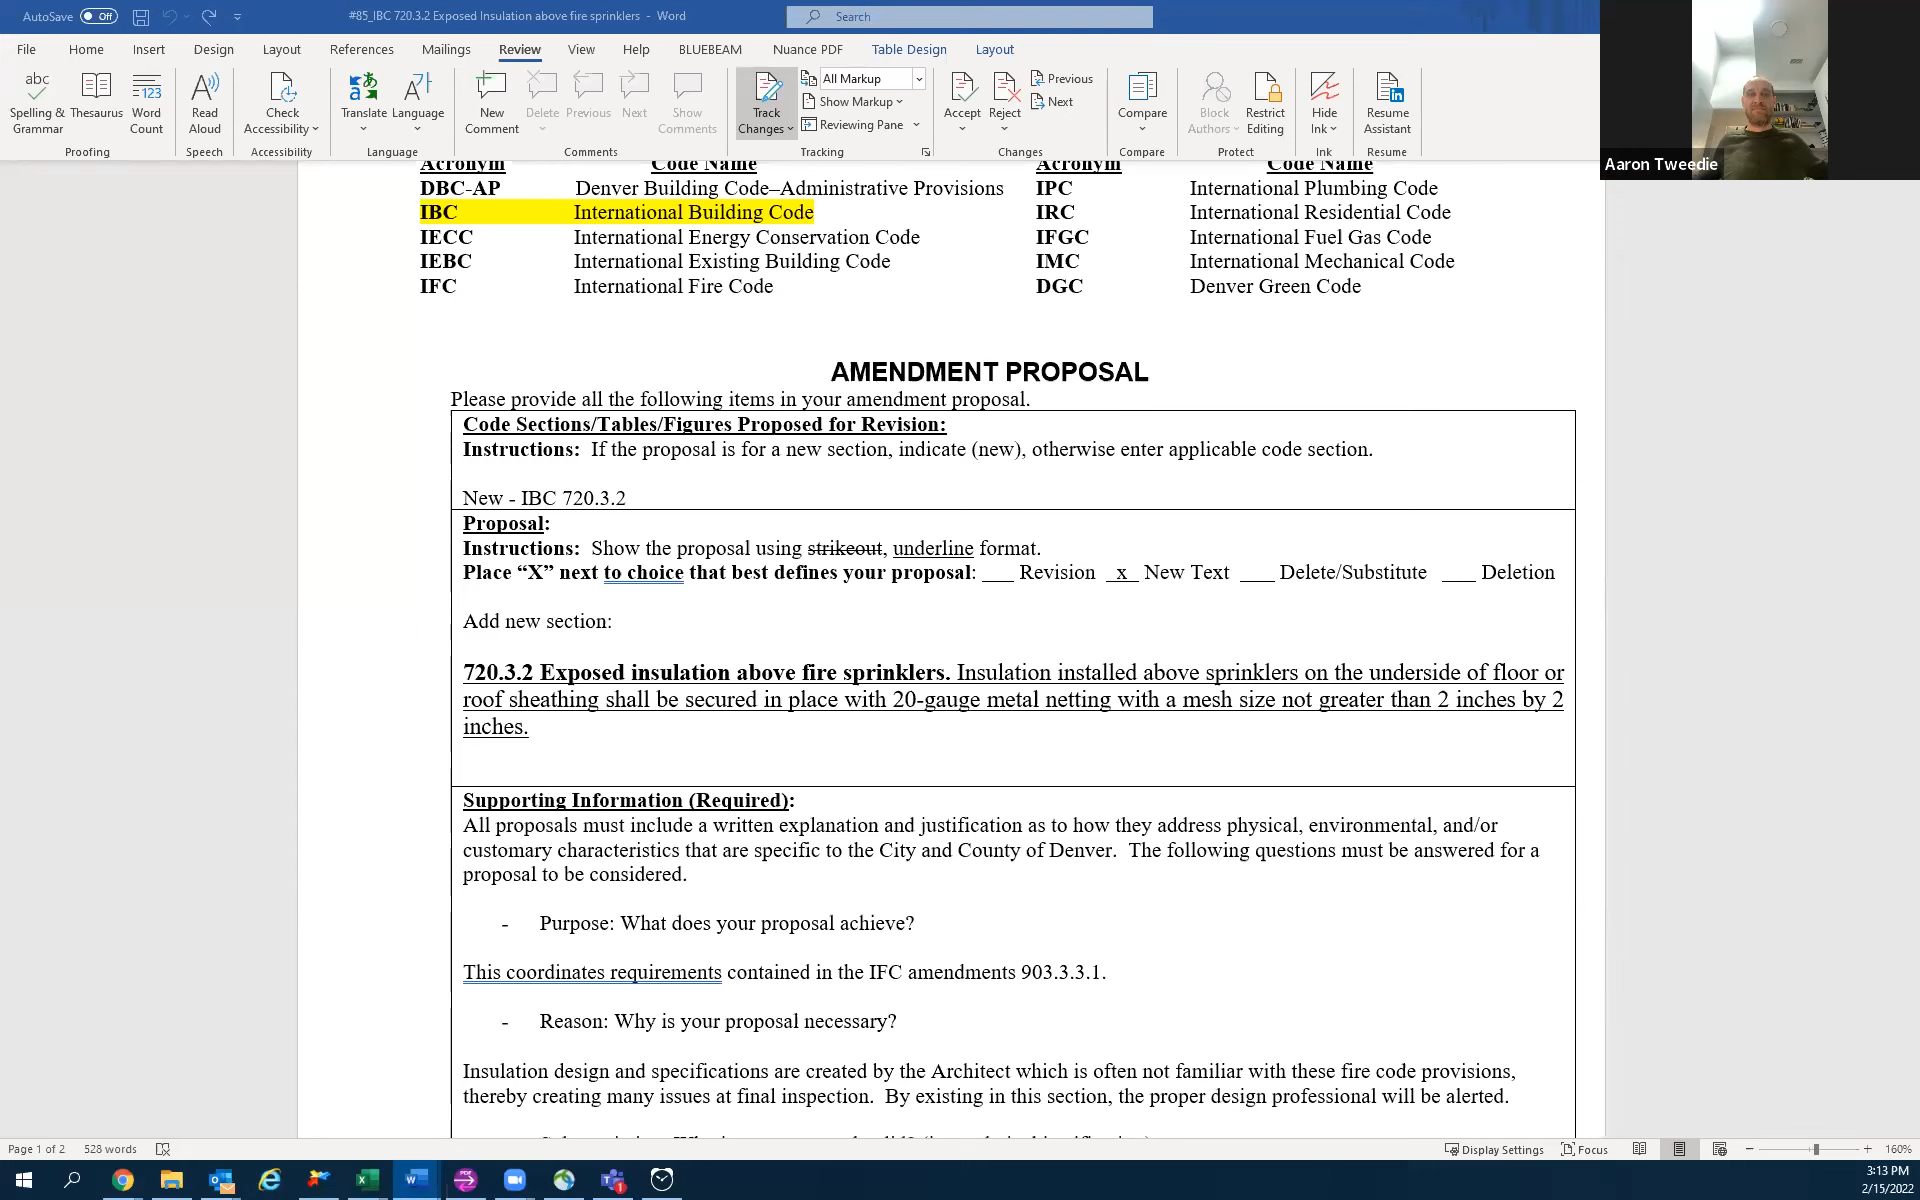 AutoSave Off #85_IBC 720.3.2 Exposed Insulation above fire sprinklers - Word Search
File Home Insert Design Layout References Mailings Review View Help BLUEBEAM Nuance PDF Table Design Layout
Spelling & Grammar Thesaurus Word Count Read Aloud Check Accessibility Translate Language New Comment Delete Previous Next Show Comments Track Changes All Markup Show Markup Reviewing Pane Accept Reject Previous Next Compare Block Authors Restrict Editing Hide Ink Resume Assistant
Proofing Speech Accessibility Language Comments Tracking Changes Compare Protect Ink Resume
Aaron Tweedie
Acronym Code Name Acronym Code Name
DBC-AP Denver Building Code–Administrative Provisions IPC International Plumbing Code
IBC International Building Code IRC International Residential Code
IECC International Energy Conservation Code IFGC International Fuel Gas Code
IEBC International Existing Building Code IMC International Mechanical Code
IFC International Fire Code DGC Denver Green Code
AMENDMENT PROPOSAL
Please provide all the following items in your amendment proposal.
Code Sections/Tables/Figures Proposed for Revision:
Instructions: If the proposal is for a new section, indicate (new), otherwise enter applicable code section.
New - IBC 720.3.2
Proposal:
Instructions: Show the proposal using strikeout, underline format.
Place “X” next to choice that best defines your proposal: ___ Revision _x_ New Text ___ Delete/Substitute ___ Deletion
Add new section:
720.3.2 Exposed insulation above fire sprinklers. Insulation installed above sprinklers on the underside of floor or
roof sheathing shall be secured in place with 20-gauge metal netting with a mesh size not greater than 2 inches by 2
inches.
Supporting Information (Required):
All proposals must include a written explanation and justification as to how they address physical, environmental, and/or
customary characteristics that are specific to the City and County of Denver. The following questions must be answered for a
proposal to be considered.
- Purpose: What does your proposal achieve?
This coordinates requirements contained in the IFC amendments 903.3.3.1.
- Reason: Why is your proposal necessary?
Insulation design and specifications are created by the Architect which is often not familiar with these fire code provisions,
thereby creating many issues at final inspection. By existing in this section, the proper design professional will be alerted.
Page 1 of 2 528 words Display Settings Focus 160%
3:13 PM
2/15/2022